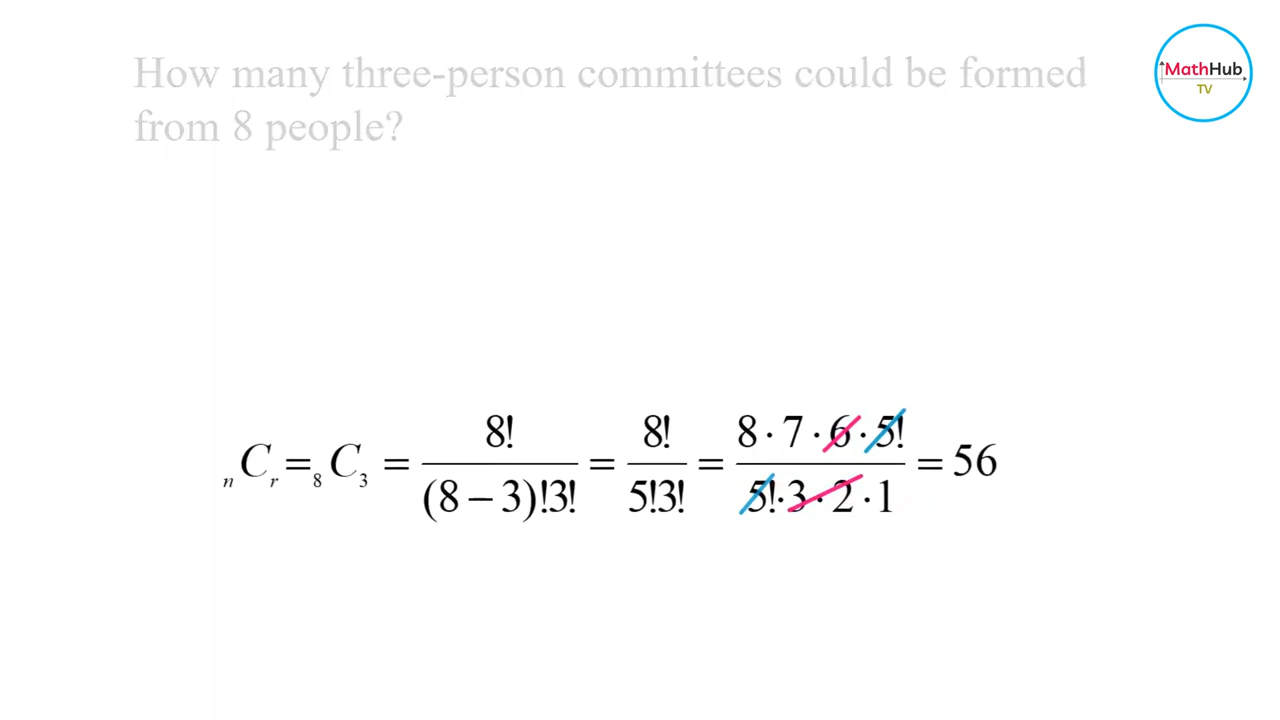 How many three-person committees could be formed
from 8 people?
MathHub
TV
nCr = 8C3 = 8!/((8 − 3)!3!) = 8!/(5!3!) = (8 · 7 · 6 · 5!)/(5! · 3 · 2 · 1) = 56